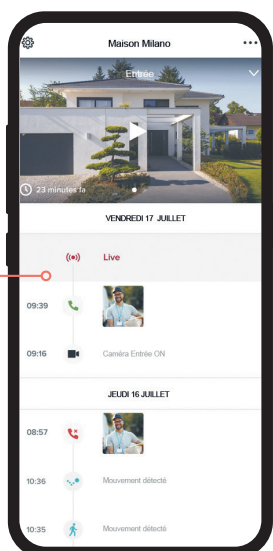 Maison Milano
Entrée
23 minutes fa
VENDREDI 17 JUILLET
Live
09:39
09:16 Caméra Entrée ON
JEUDI 16 JUILLET
08:57
10:36 Mouvement détecté
10:35 Mouvement détecté